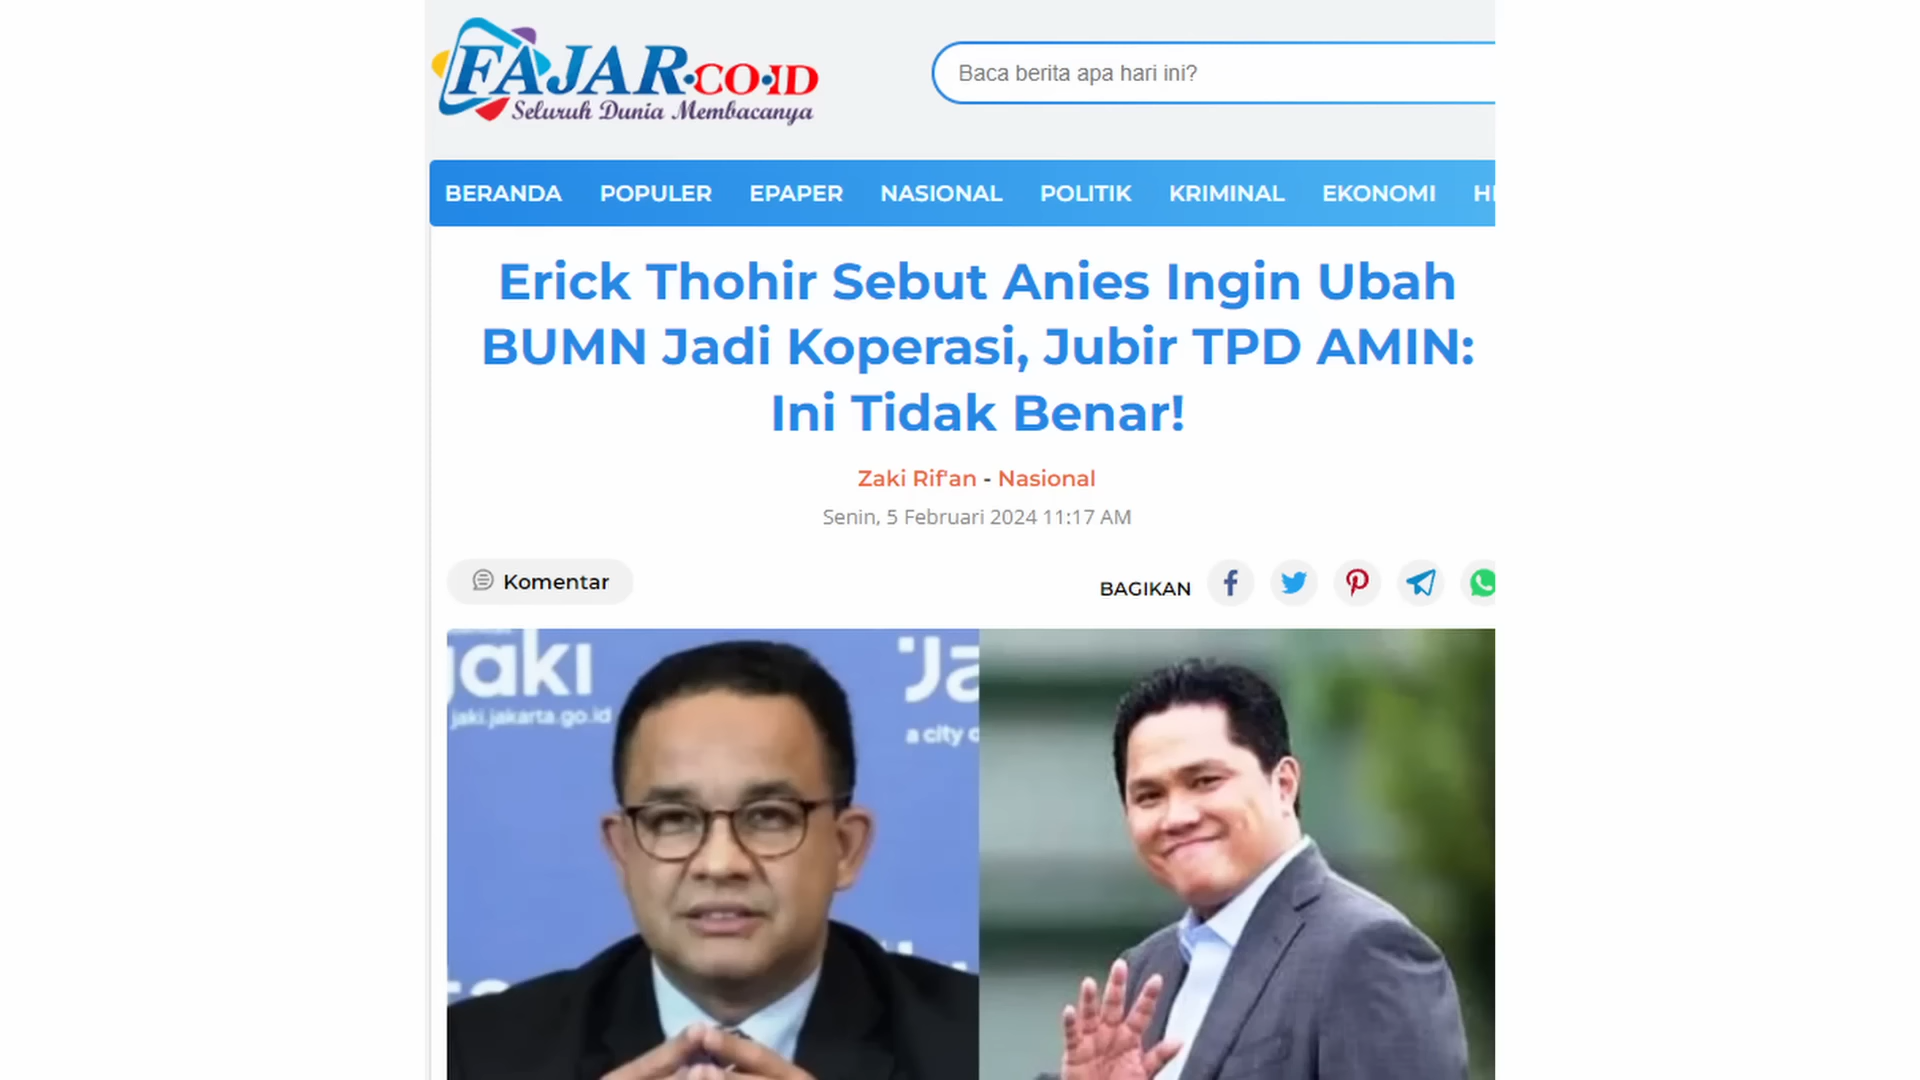 FAJAR.CO.ID
Seluruh Dunia Membacanya
Baca berita apa hari ini?
BERANDA POPULER EPAPER NASIONAL POLITIK KRIMINAL EKONOMI
Erick Thohir Sebut Anies Ingin Ubah
BUMN Jadi Koperasi, Jubir TPD AMIN:
Ini Tidak Benar!
Zaki Rif'an - Nasional
Senin, 5 Februari 2024 11:17 AM
Komentar
BAGIKAN
jaki
jaki.jakarta.go.id
a city